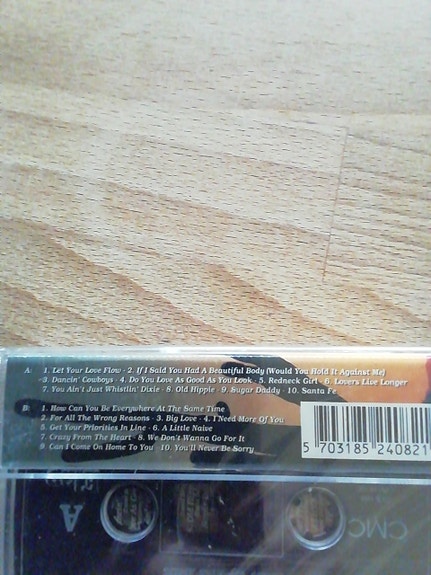 A: 1. Let Your Love Flow · 2. If I Said You Had A Beautiful Body (Would You Hold It Against Me)
3. Dancin' Cowboys · 4. Do You Love As Good As You Look · 5. Redneck Girl · 6. Lovers Live Longer
7. You Ain't Just Whistlin' Dixie · 8. Old Hippie · 9. Sugar Daddy · 10. Santa Fe
B: 1. How Can You Be Everywhere At The Same Time
2. For All The Wrong Reasons · 3. Big Love · 4. I Need More Of You
5. Get Your Priorities In Line · 6. A Little Naive
7. Crazy From The Heart · 8. We Don't Wanna Go For It
9. Can I Come On Home To You · 10. You'll Never Be Sorry
5 703185 240821
A
CMC